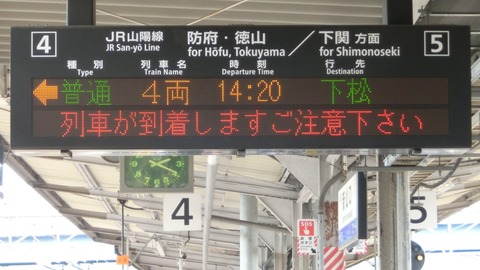 4 JR山陽線 防府・徳山 ／ 下関 方面 5
JR San-yō Line for Hōfu, Tokuyama for Shimonoseki
種別 列車名 時刻 行先
Type Train Name Departure Time Destination
← 普通 4両 14:20 下松
列車が到着しますご注意下さい
4
5
SOS